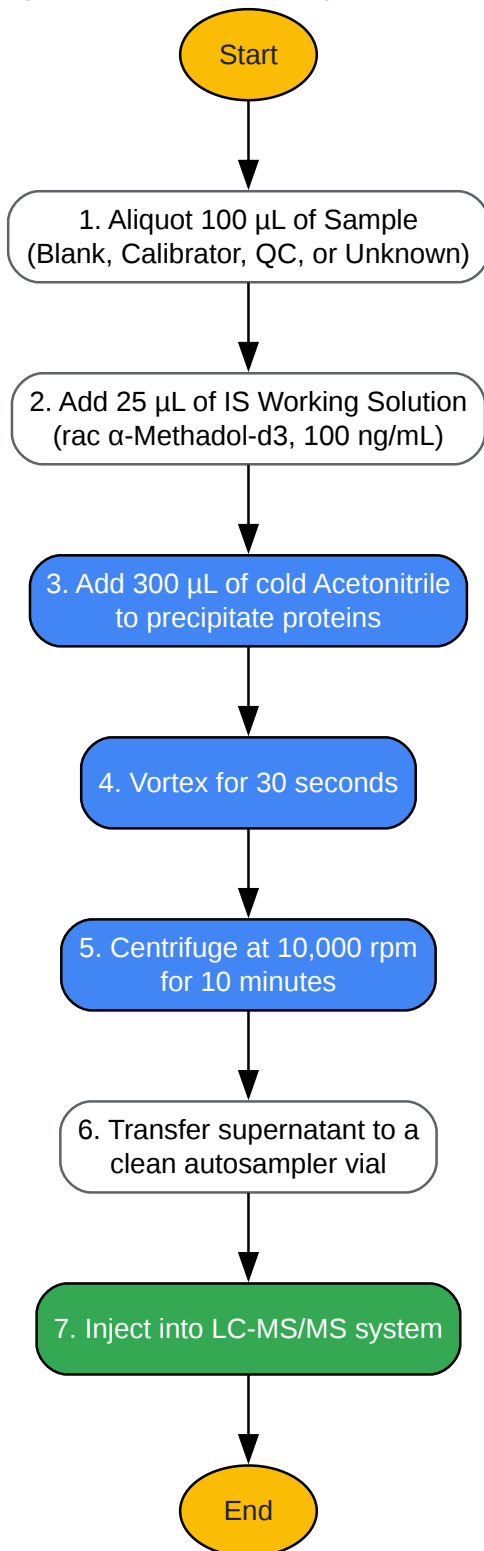 Start
1. Aliquot 100 µL of Sample
(Blank, Calibrator, QC, or Unknown)
2. Add 25 µL of IS Working Solution
(rac α-Methadol-d3, 100 ng/mL)
3. Add 300 µL of cold Acetonitrile
to precipitate proteins
4. Vortex for 30 seconds
5. Centrifuge at 10,000 rpm
for 10 minutes
6. Transfer supernatant to a
clean autosampler vial
7. Inject into LC-MS/MS system
End